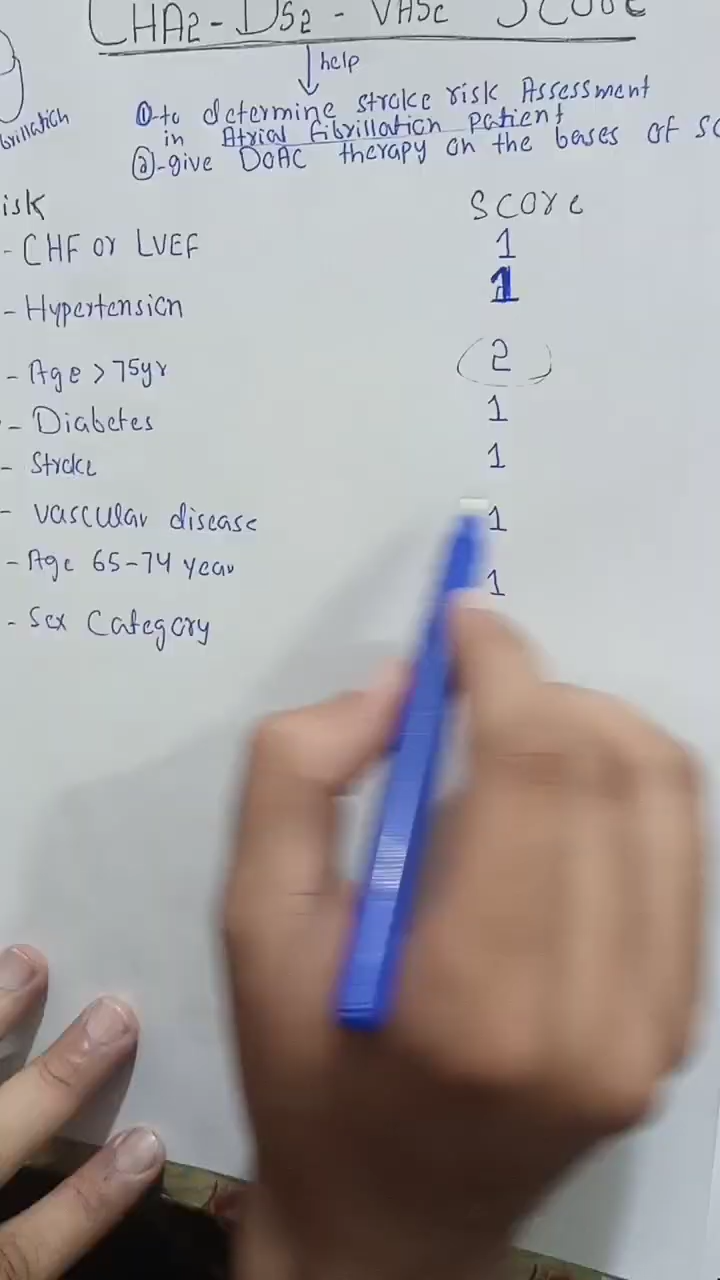 CHA2-DS2-VASc SCORE
help
brillation
①-to determine stroke risk Assessment
in Atrial fibrillation patient
②-give DOAC therapy on the bases of sc
isk
SCORE
- CHF or LVEF 1
- Hypertension 1
- Age > 75yr 2
- Diabetes 1
- Stroke 1
- Vascular disease 1
- Age 65-74 year 1
- Sex Category